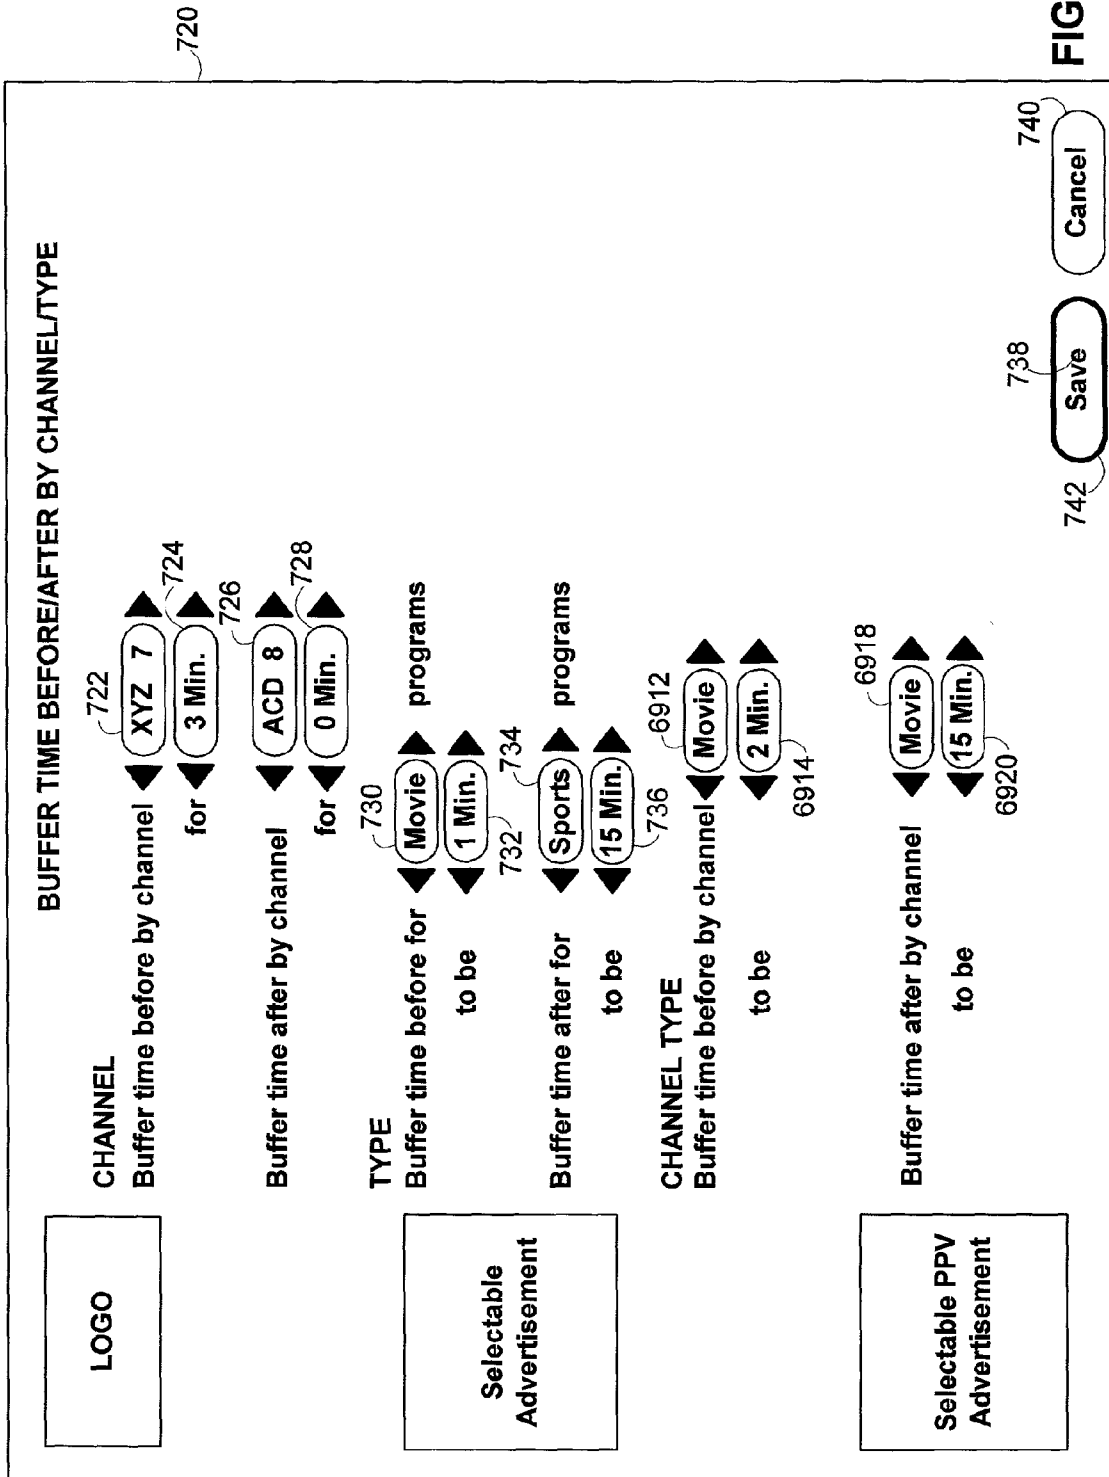 720
BUFFER TIME BEFORE/AFTER BY CHANNEL/TYPE
LOGO
CHANNEL
722
Buffer time before by channel XYZ 7
724
for 3 Min.
726
Buffer time after by channel ACD 8
728
for 0 Min.
TYPE
730
Buffer time before for Movie programs
to be 1 Min.
732
Selectable
Advertisement
734
Buffer time after for Sports programs
to be 15 Min.
736
CHANNEL TYPE
6912
Buffer time before by channel Movie
to be 2 Min.
6914
6918
Buffer time after by channel Movie
to be 15 Min.
6920
Selectable PPV
Advertisement
738
740
742
Save
Cancel
FIG